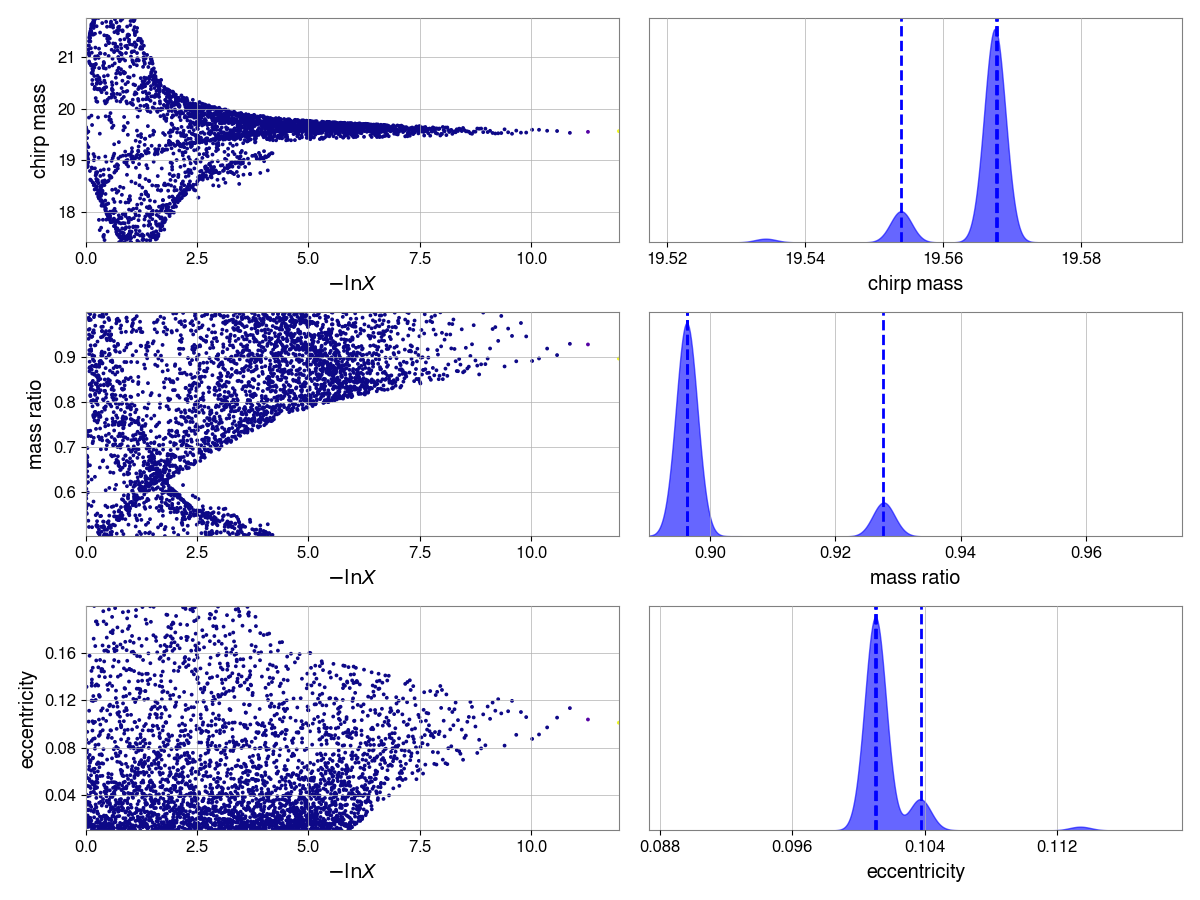 chirp mass
21
20
19
18
0.0 2.5 5.0 7.5 10.0
−lnX
19.52 19.54 19.56 19.58
chirp mass
mass ratio
0.9
0.8
0.7
0.6
0.0 2.5 5.0 7.5 10.0
−lnX
0.90 0.92 0.94 0.96
mass ratio
eccentricity
0.16
0.12
0.08
0.04
0.0 2.5 5.0 7.5 10.0
−lnX
0.088 0.096 0.104 0.112
eccentricity